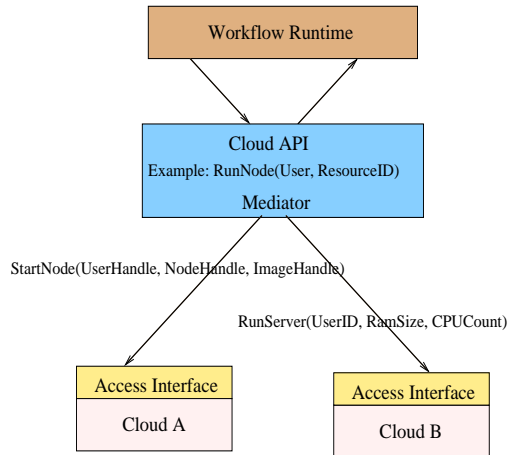 Workflow Runtime
Cloud API
Example: RunNode(User, ResourceID)
Mediator
StartNode(UserHandle, NodeHandle, ImageHandle)
RunServer(UserID, RamSize, CPUCount)
Access Interface
Cloud A
Access Interface
Cloud B